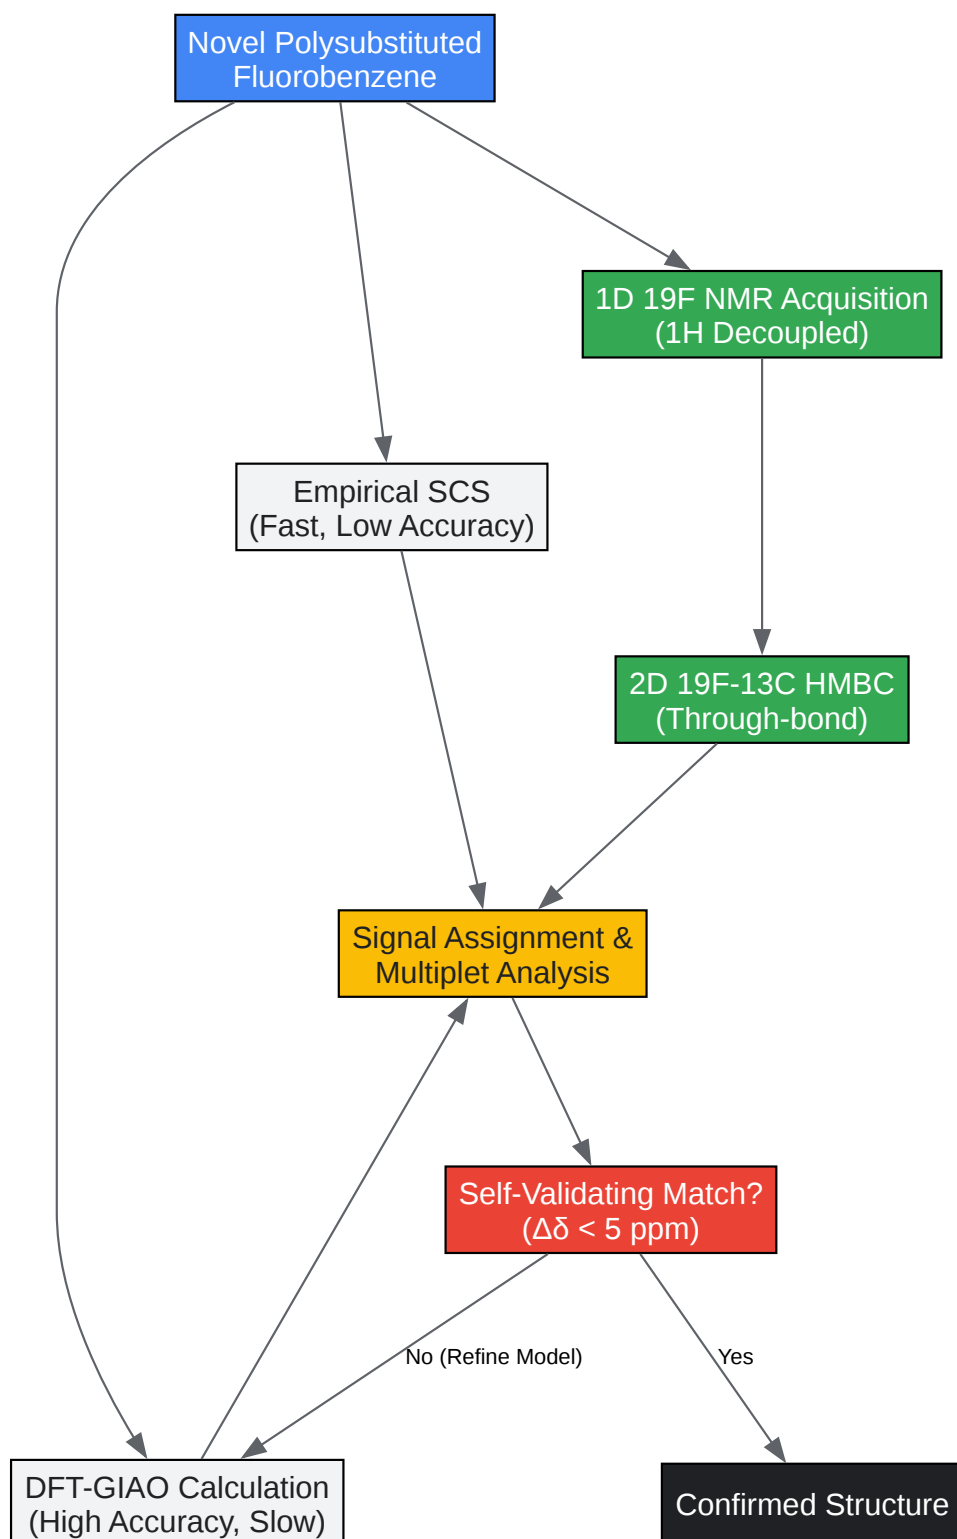 Novel Polysubstituted
Fluorobenzene
1D 19F NMR Acquisition
(1H Decoupled)
Empirical SCS
(Fast, Low Accuracy)
2D 19F-13C HMBC
(Through-bond)
Signal Assignment &
Multiplet Analysis
Self-Validating Match?
(Δδ < 5 ppm)
No (Refine Model)
Yes
DFT-GIAO Calculation
(High Accuracy, Slow)
Confirmed Structure